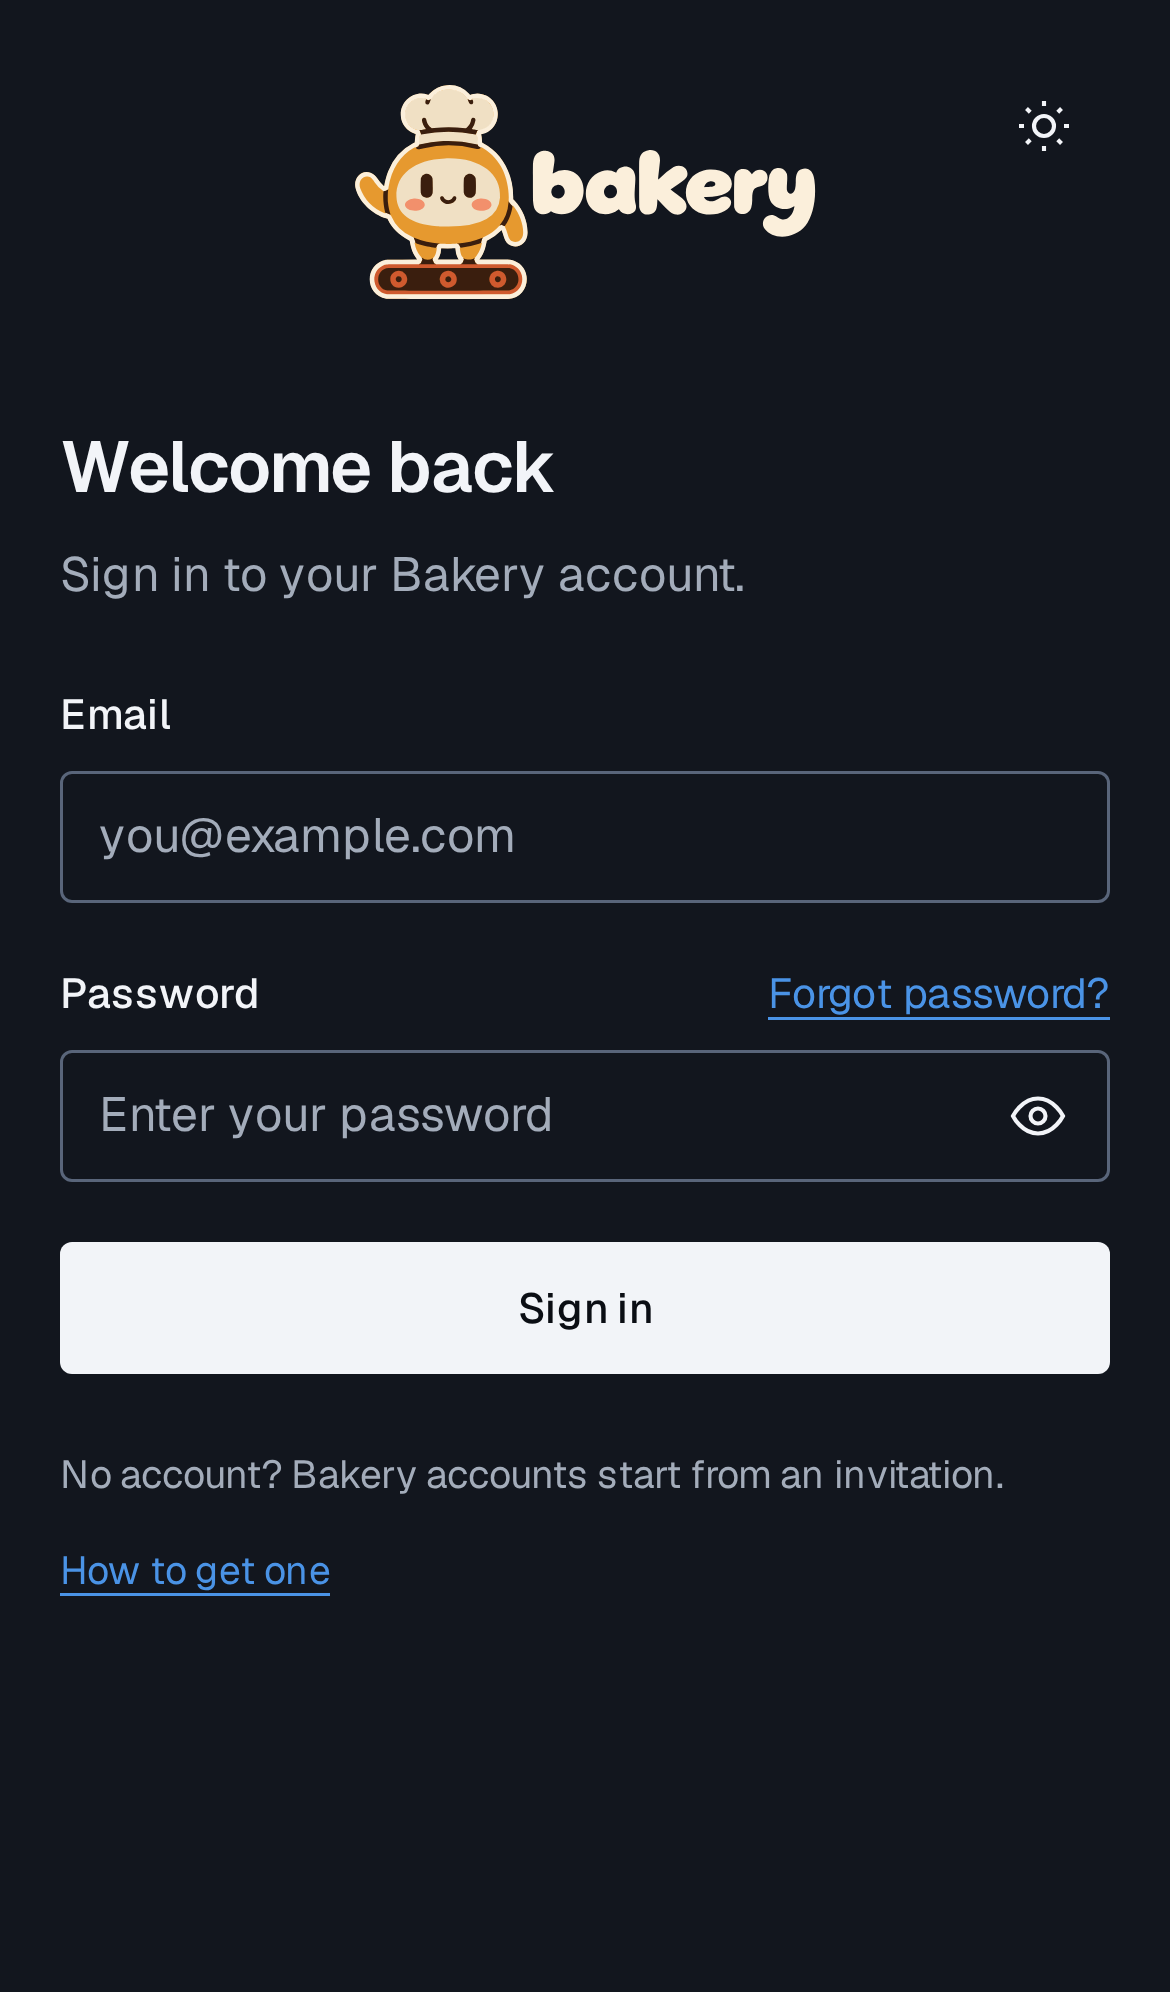 bakery
Welcome back
Sign in to your Bakery account.
Email
you@example.com
Password
Forgot password?
Enter your password
Sign in
No account? Bakery accounts start from an invitation.
How to get one